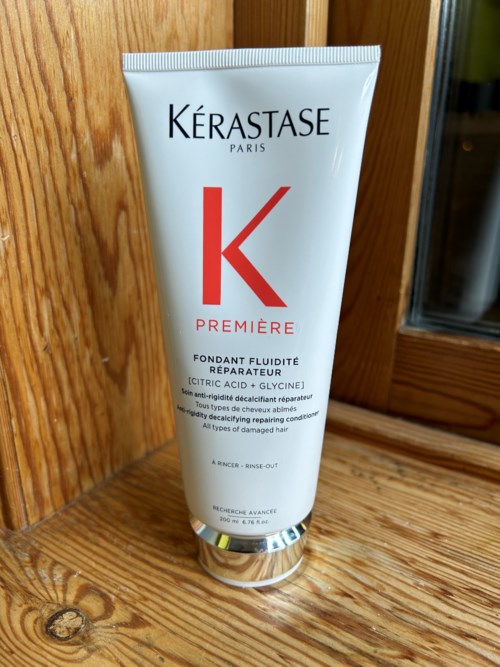 KÉRASTASE
PARIS
K
PREMIÈRE
FONDANT FLUIDITÉ
RÉPARATEUR
[CITRIC ACID + GLYCINE]
Soin anti-rigidité décalcifiant réparateur
Tous types de cheveux abîmés
Anti-rigidity decalcifying repairing conditioner
All types of damaged hair
À RINCER - RINSE-OUT
RECHERCHE AVANCÉE
200 ml 6.76 fl.oz.